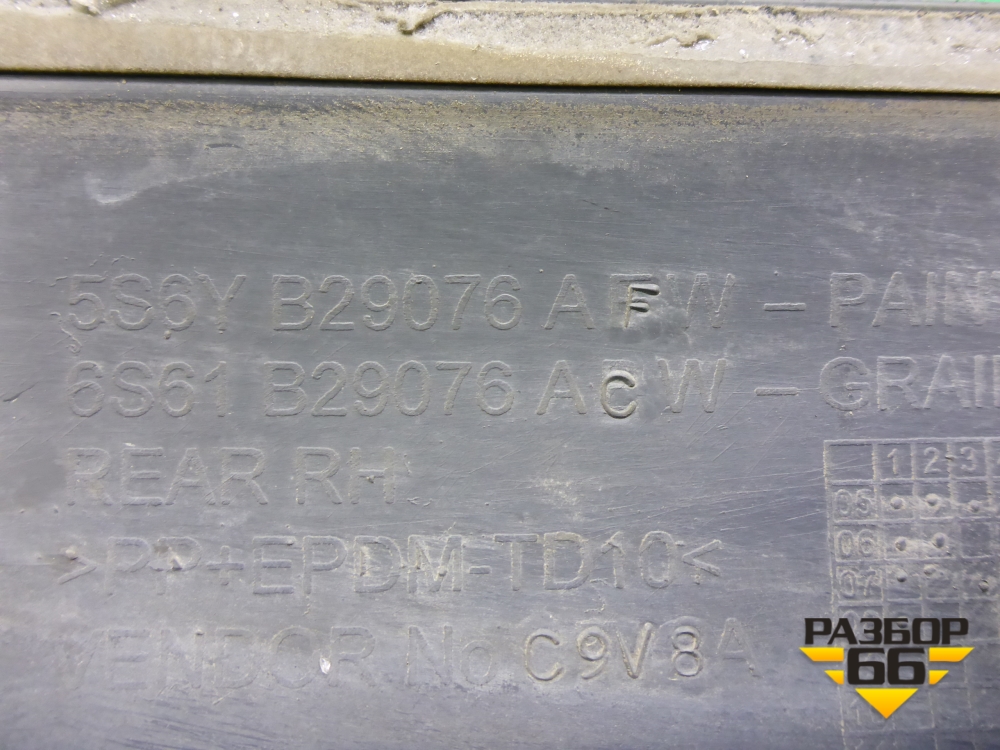 5S6Y B29076 AFW - PAIN
6S61 B29076 ACW - GRAI
REAR RH
>PP+EPDM-TD10<
VENDOR No C9V8A
1 2 3
05
06
07
РАЗБОР
66